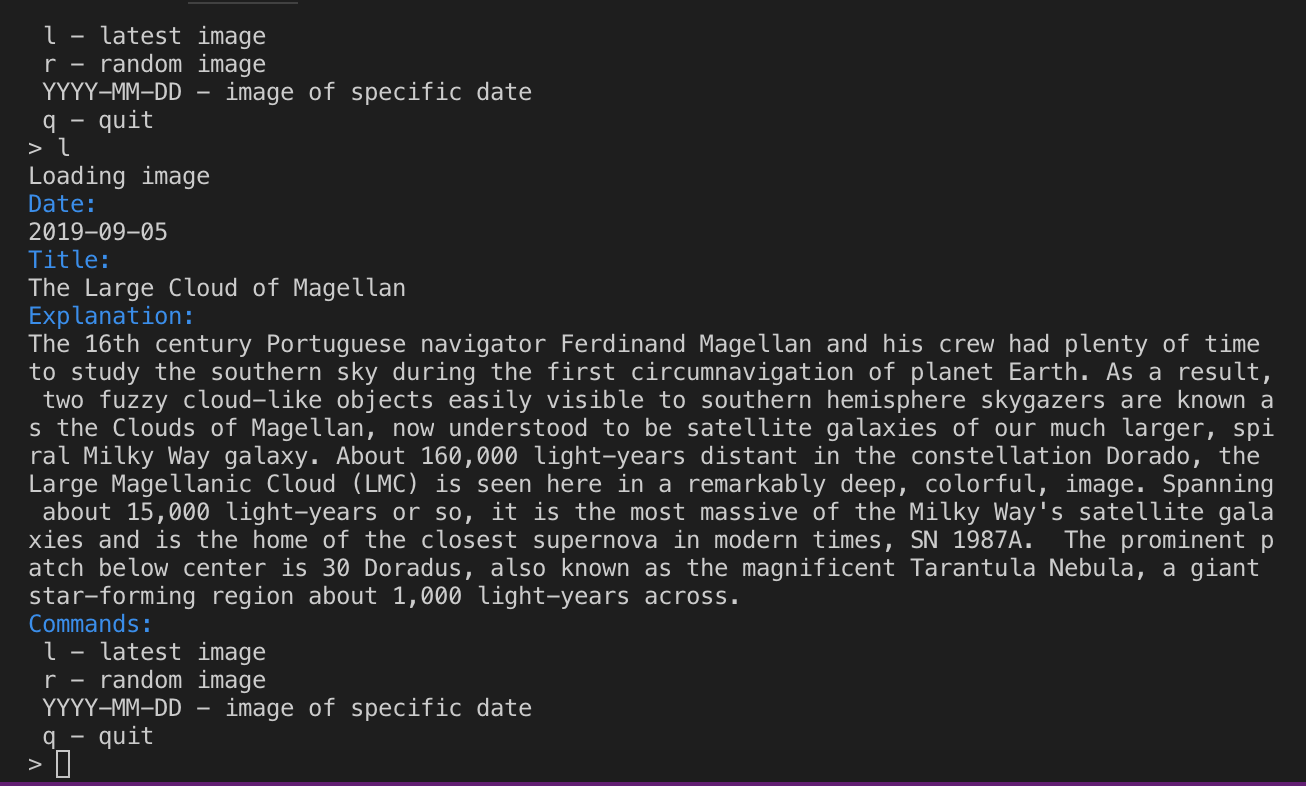 l - latest image
 r - random image
 YYYY-MM-DD - image of specific date
 q - quit
> l
Loading image
Date:
2019-09-05
Title:
The Large Cloud of Magellan
Explanation:
The 16th century Portuguese navigator Ferdinand Magellan and his crew had plenty of time
to study the southern sky during the first circumnavigation of planet Earth. As a result,
 two fuzzy cloud-like objects easily visible to southern hemisphere skygazers are known a
s the Clouds of Magellan, now understood to be satellite galaxies of our much larger, spi
ral Milky Way galaxy. About 160,000 light-years distant in the constellation Dorado, the
Large Magellanic Cloud (LMC) is seen here in a remarkably deep, colorful, image. Spanning
 about 15,000 light-years or so, it is the most massive of the Milky Way's satellite gala
xies and is the home of the closest supernova in modern times, SN 1987A.  The prominent p
atch below center is 30 Doradus, also known as the magnificent Tarantula Nebula, a giant
star-forming region about 1,000 light-years across.
Commands:
 l - latest image
 r - random image
 YYYY-MM-DD - image of specific date
 q - quit
>